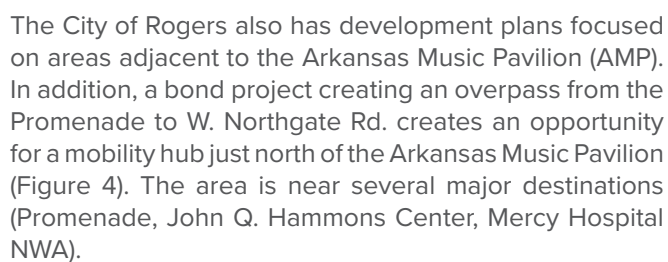 The City of Rogers also has development plans focused
on areas adjacent to the Arkansas Music Pavilion (AMP).
In addition, a bond project creating an overpass from the
Promenade to W. Northgate Rd. creates an opportunity
for a mobility hub just north of the Arkansas Music Pavilion
(Figure 4). The area is near several major destinations
(Promenade, John Q. Hammons Center, Mercy Hospital
NWA).